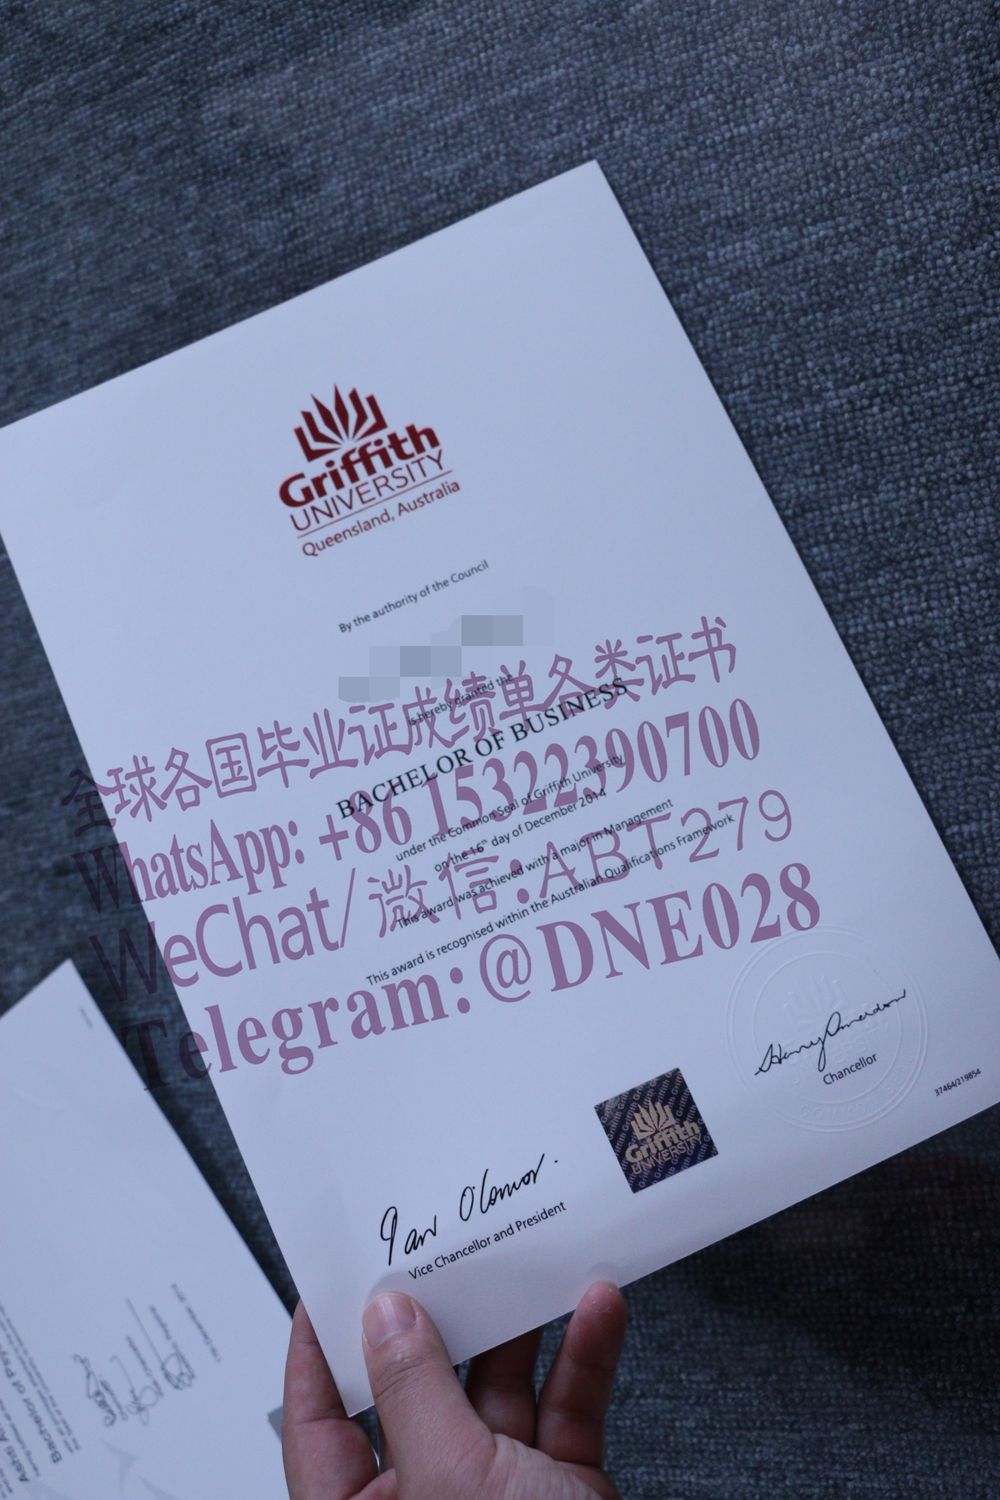 Griffith
UNIVERSITY
Queensland, Australia
By the authority of the Council
is hereby granted the
BACHELOR OF BUSINESS
under the Common Seal of Griffith University
on the 16th day of December 2014
This award was achieved with a major in Management
This award is recognised within the Australian Qualifications Framework
全球各国毕业证成绩单各类证书
WhatsApp: +86 15322390700
WeChat/微信:ABT279
Telegram:@DNE028
Chancellor
37464/219854
Griffith
UNIVERSITY
Vice Chancellor and President
Bachelor of